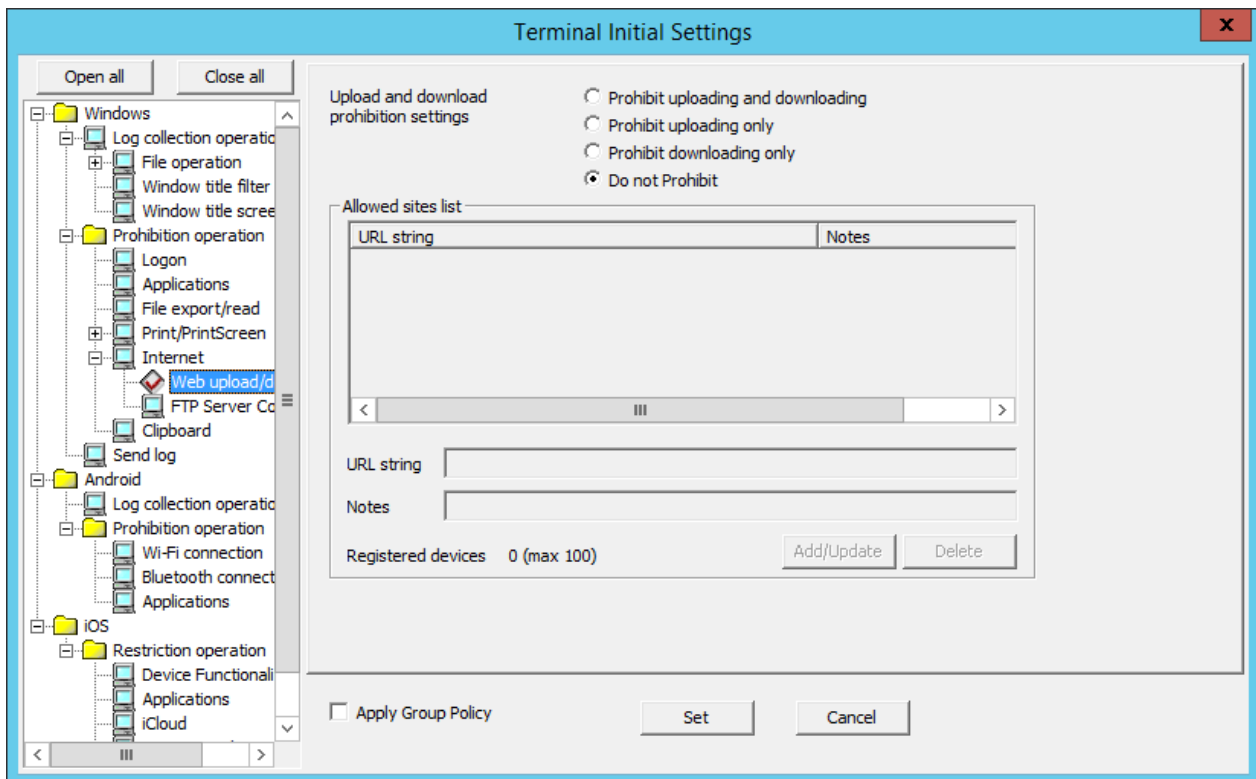 Terminal Initial Settings
x
Open all
Close all
Windows
Log collection operatio
File operation
Window title filter
Window title scree
Prohibition operation
Logon
Applications
File export/read
Print/PrintScreen
Internet
Web upload/d
FTP Server Co
Clipboard
Send log
Android
Log collection operatio
Prohibition operation
Wi-Fi connection
Bluetooth connect
Applications
iOS
Restriction operation
Device Functionali
Applications
iCloud
Upload and download
prohibition settings
Prohibit uploading and downloading
Prohibit uploading only
Prohibit downloading only
Do not Prohibit
Allowed sites list
URL string
Notes
URL string
Notes
Registered devices 0 (max 100)
Add/Update
Delete
Apply Group Policy
Set
Cancel